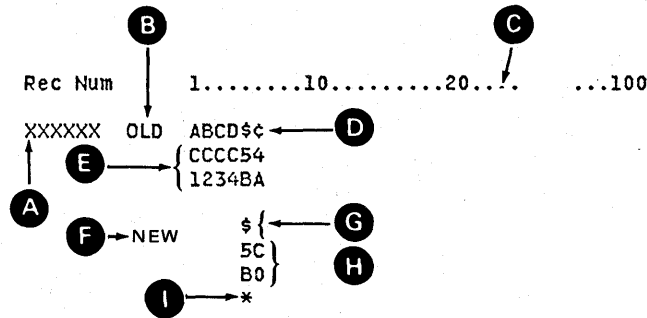 B C
Rec Num 1........10.........20.... ...100
XXXXXX OLD ABCD$¢ D
E CCCC54
1234BA
A
F NEW $ { G
5C
B0 } H
I *